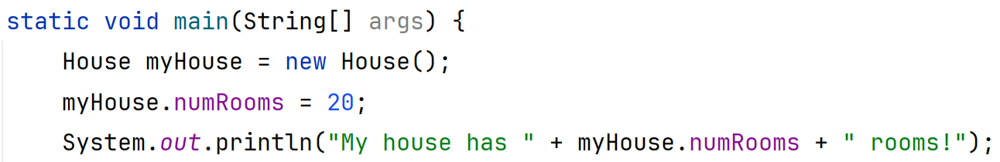 static void main(String[] args) {
House myHouse = new House();
myHouse.numRooms = 20;
System.out.println("My house has " + myHouse.numRooms + " rooms!");